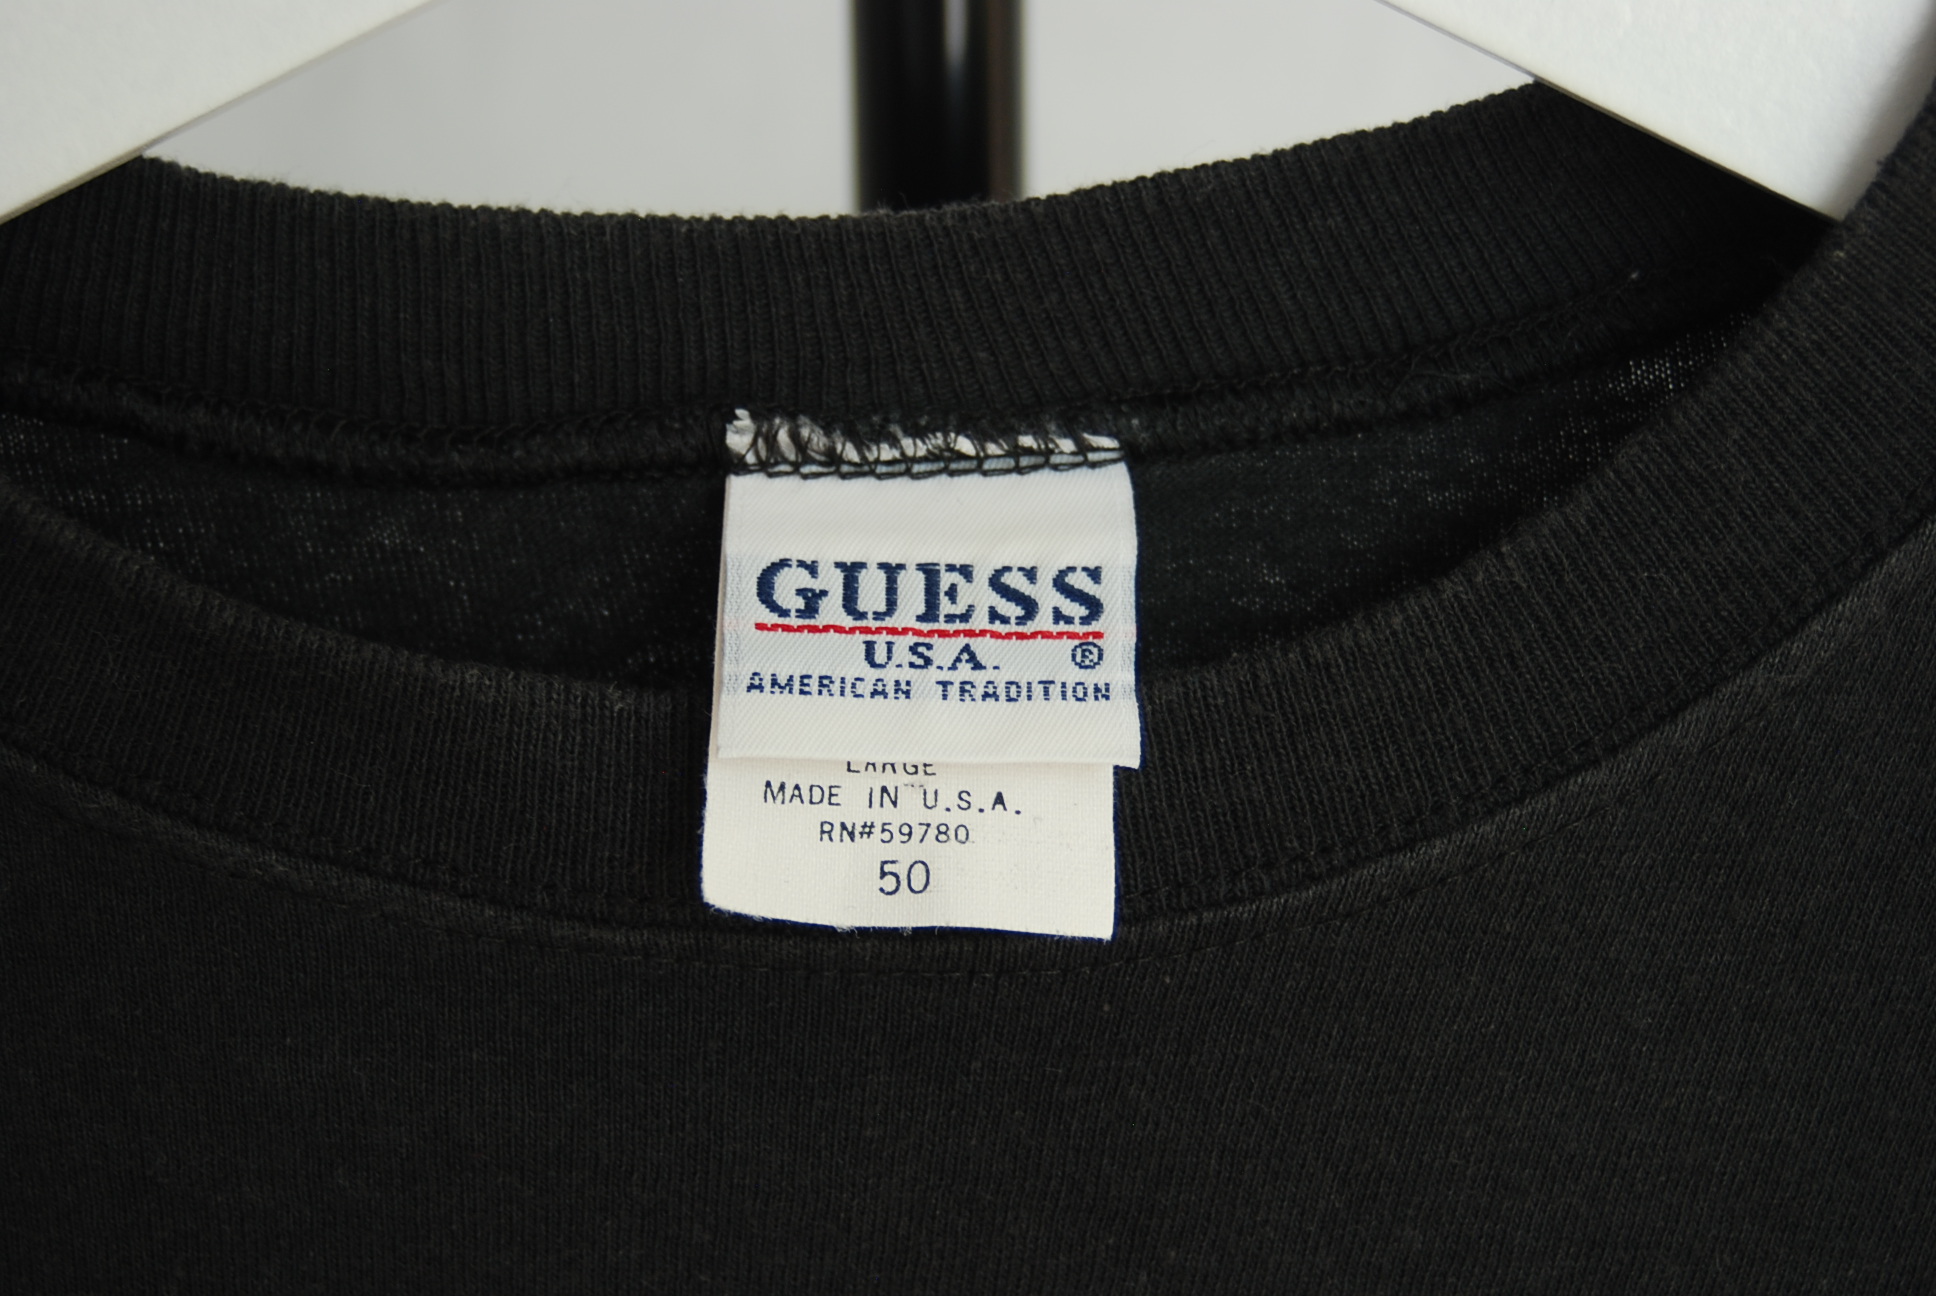 GUESS
U.S.A. ®
AMERICAN TRADITION
LARGE
MADE IN U.S.A.
RN#59780
50